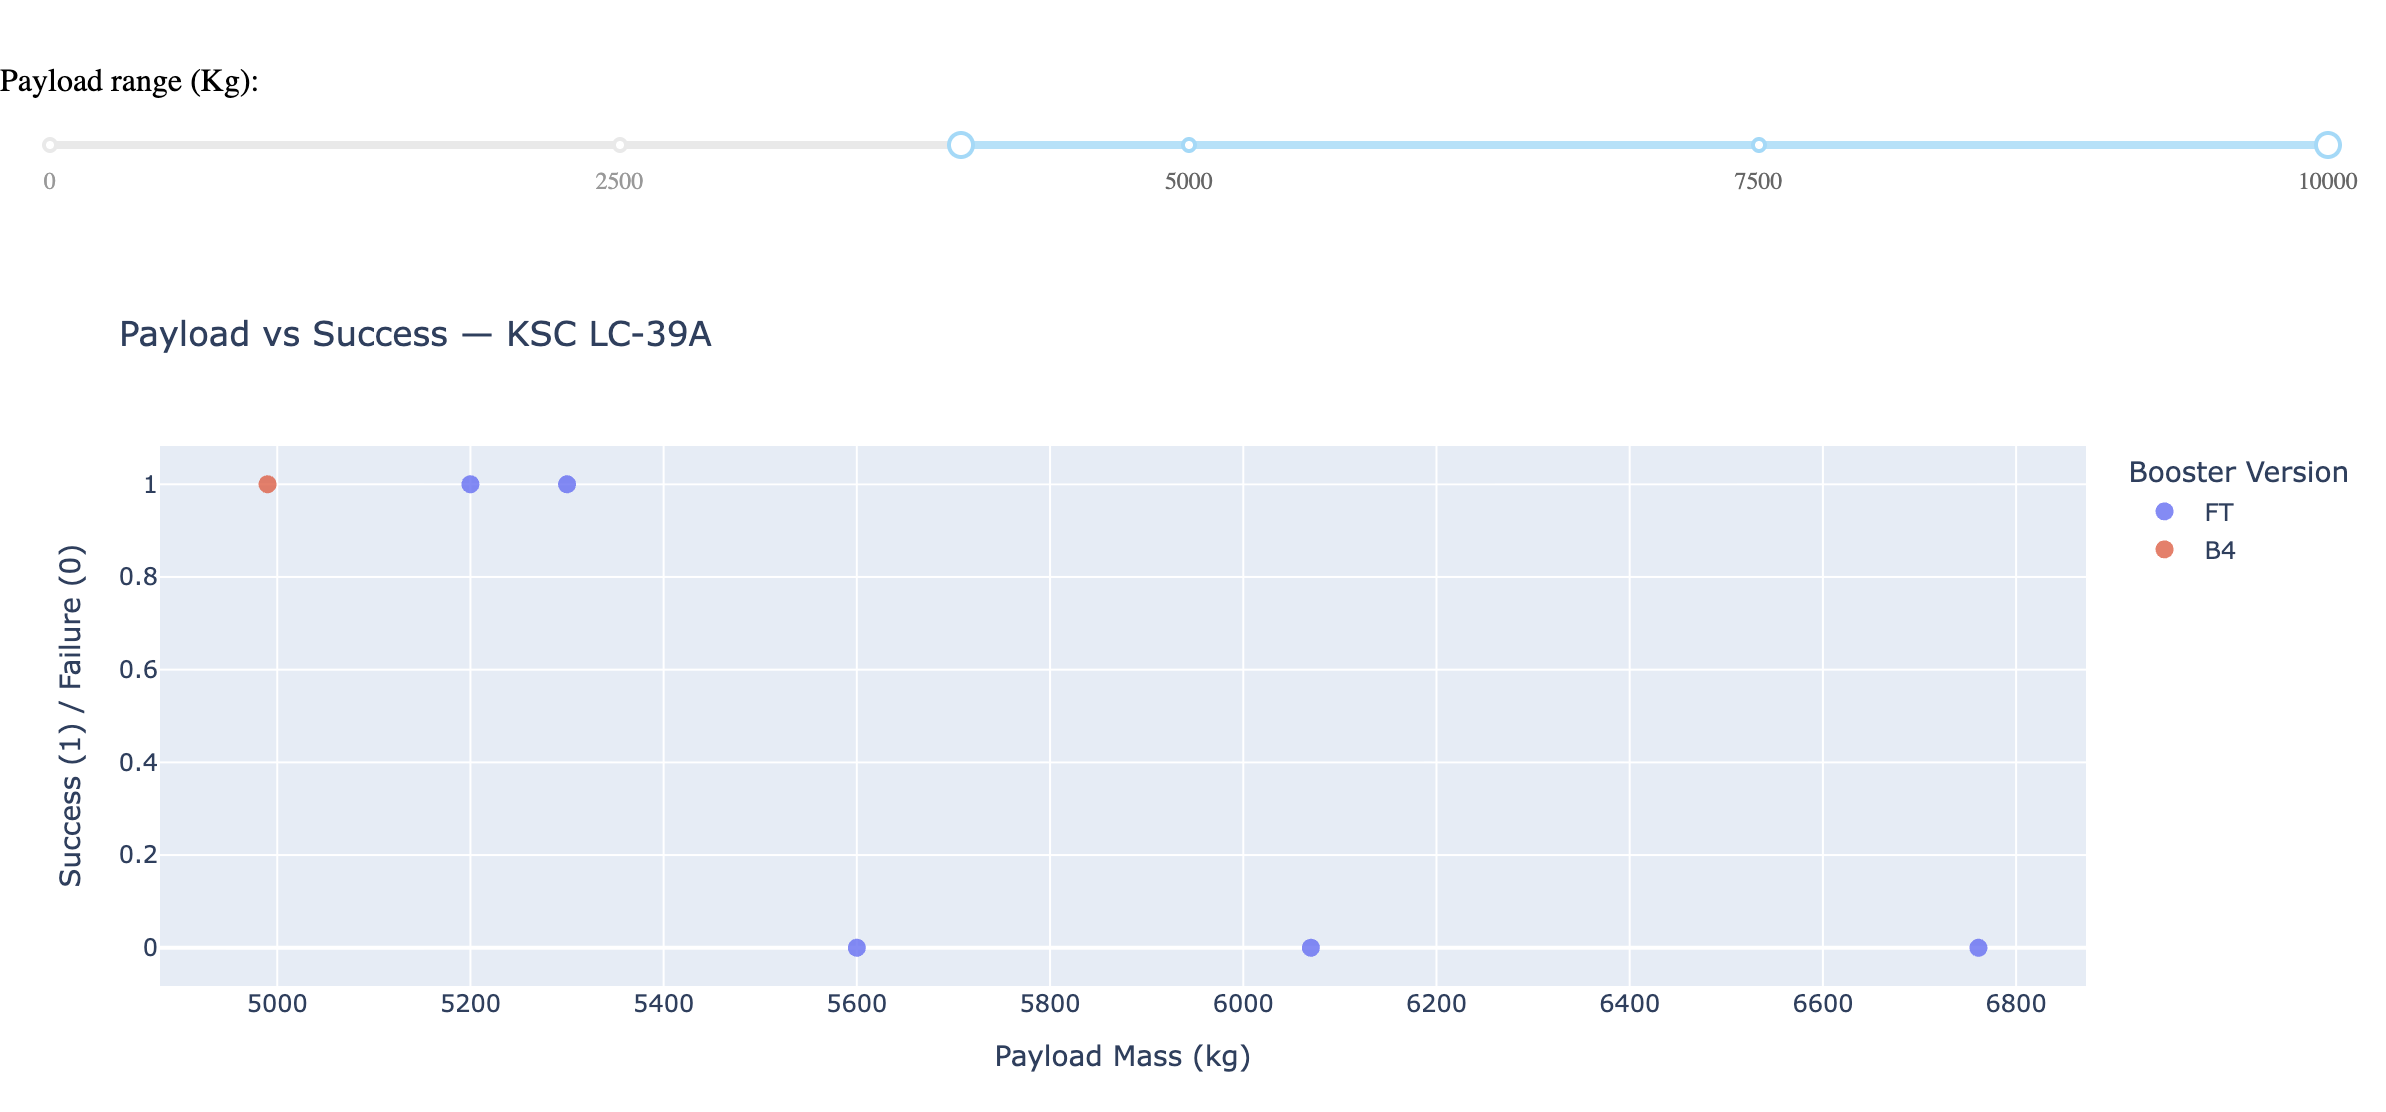 Payload range (Kg):
0 2500 5000 7500 10000
Payload vs Success — KSC LC-39A
Booster Version
FT
B4
Success (1) / Failure (0)
1
0.8
0.6
0.4
0.2
0
5000 5200 5400 5600 5800 6000 6200 6400 6600 6800
Payload Mass (kg)